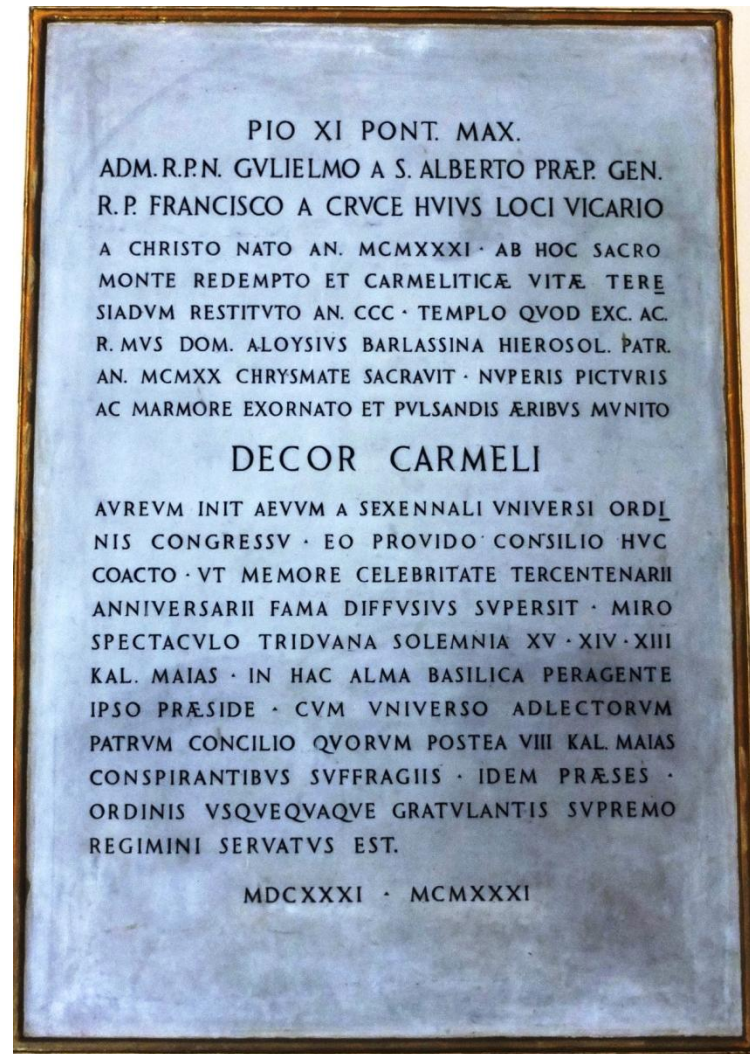 PIO XI PONT. MAX.
ADM. R.P.N. GVLIELMO A S. ALBERTO PRÆP. GEN.
R.P. FRANCISCO A CRVCE HVIVS LOCI VICARIO
A CHRISTO NATO AN. MCMXXXI · AB HOC SACRO
MONTE REDEMPTO ET CARMELITICÆ VITÆ TERE
SIADVM RESTITVTO AN. CCC · TEMPLO QVOD EXC. AC.
R. MVS DOM. ALOYSIVS BARLASSINA HIEROSOL. PATR.
AN. MCMXX CHRYSMATE SACRAVIT · NVPERIS PICTVRIS
AC MARMORE EXORNATO ET PVLSANDIS ÆRIBVS MVNITO
DECOR CARMELI
AVREVM INIT AEVVM A SEXENNALI VNIVERSI ORDI
NIS CONGRESSV · EO PROVIDO CONSILIO HVC
COACTO · VT MEMORE CELEBRITATE TERCENTENARII
ANNIVERSARII FAMA DIFFVSIVS SVPERSIT · MIRO
SPECTACVLO TRIDVANA SOLEMNIA XV · XIV · XIII
KAL. MAIAS · IN HAC ALMA BASILICA PERAGENTE
IPSO PRÆSIDE · CVM VNIVERSO ADLECTORVM
PATRVM CONCILIO QVORVM POSTEA VIII KAL. MAIAS
CONSPIRANTIBVS SVFFRAGIIS · IDEM PRÆSES ·
ORDINIS VSQVEQVAQVE GRATVLANTIS SVPREMO
REGIMINI SERVATVS EST.
MDCXXXI · MCMXXXI